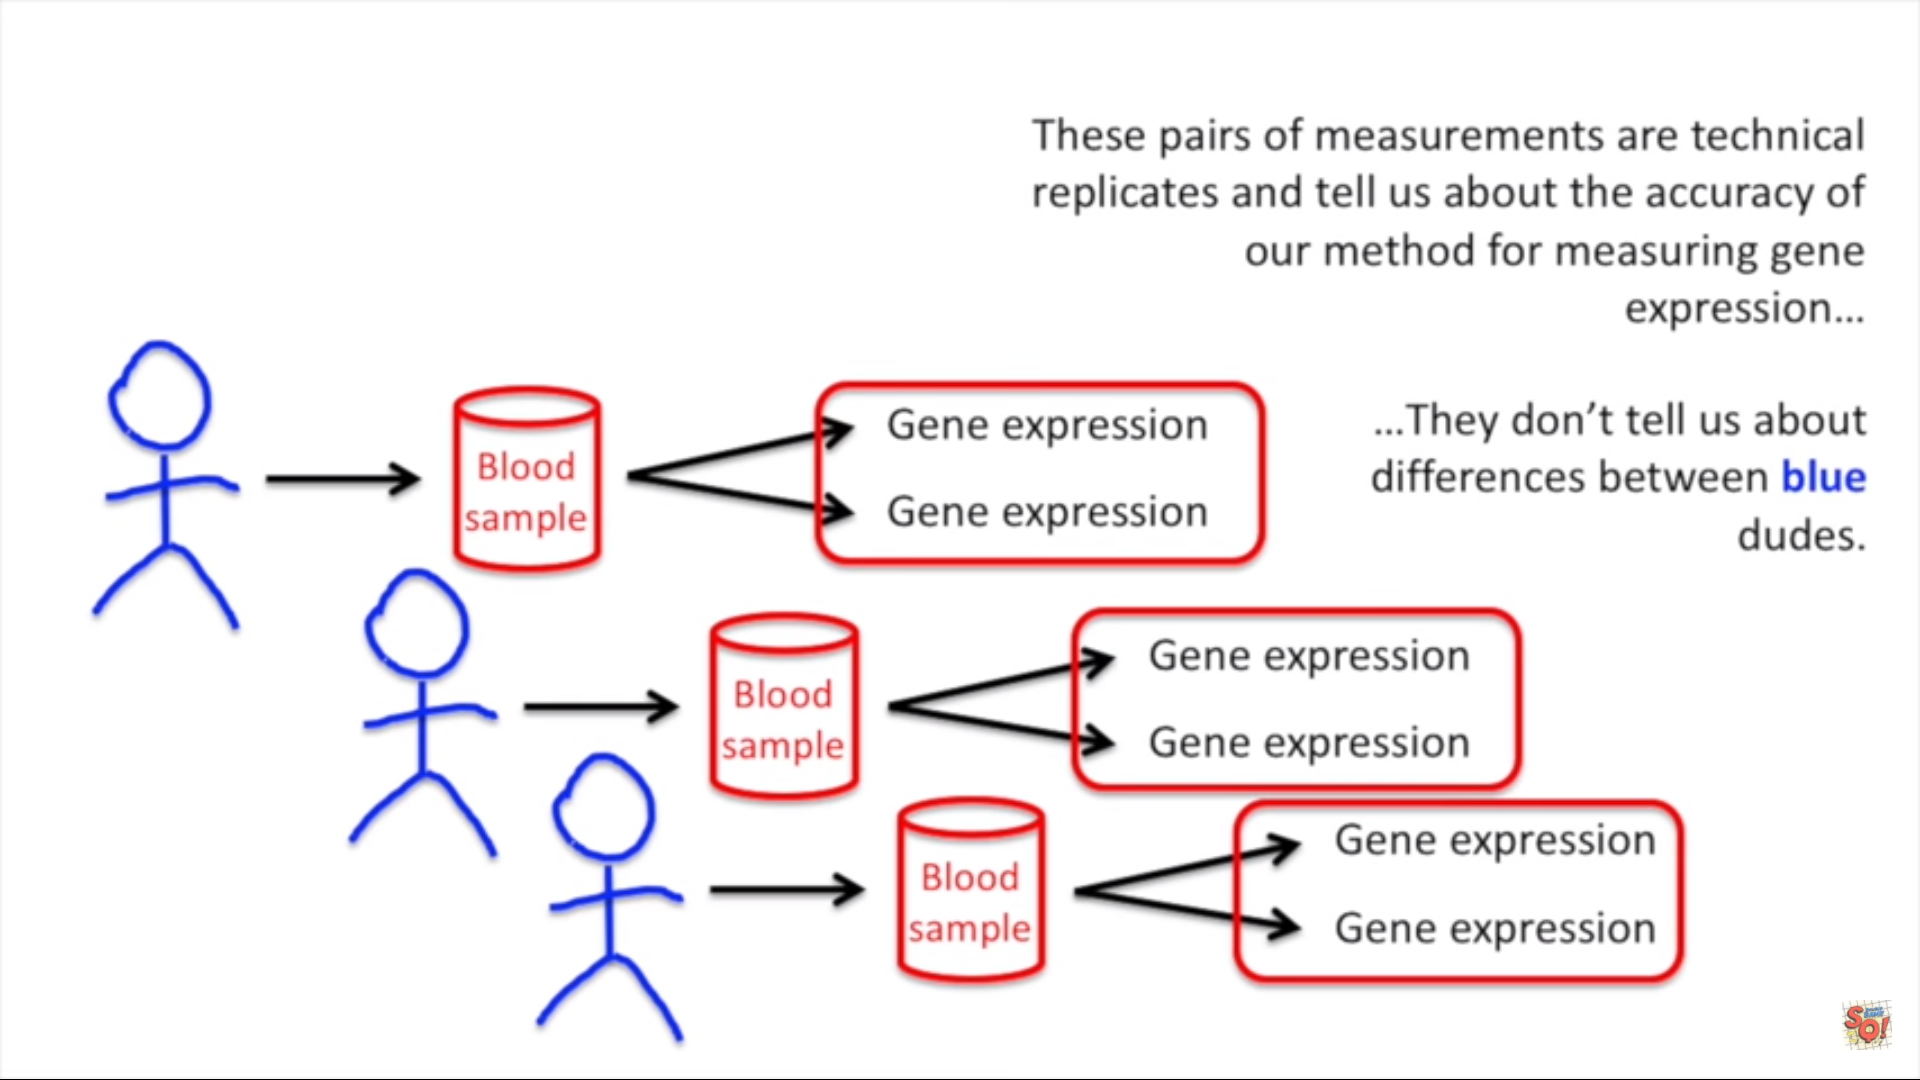 These pairs of measurements are technical
replicates and tell us about the accuracy of
our method for measuring gene
expression…
…They don’t tell us about
differences between blue
dudes.
Blood
sample
Gene expression
Gene expression
Blood
sample
Gene expression
Gene expression
Blood
sample
Gene expression
Gene expression
SQ!